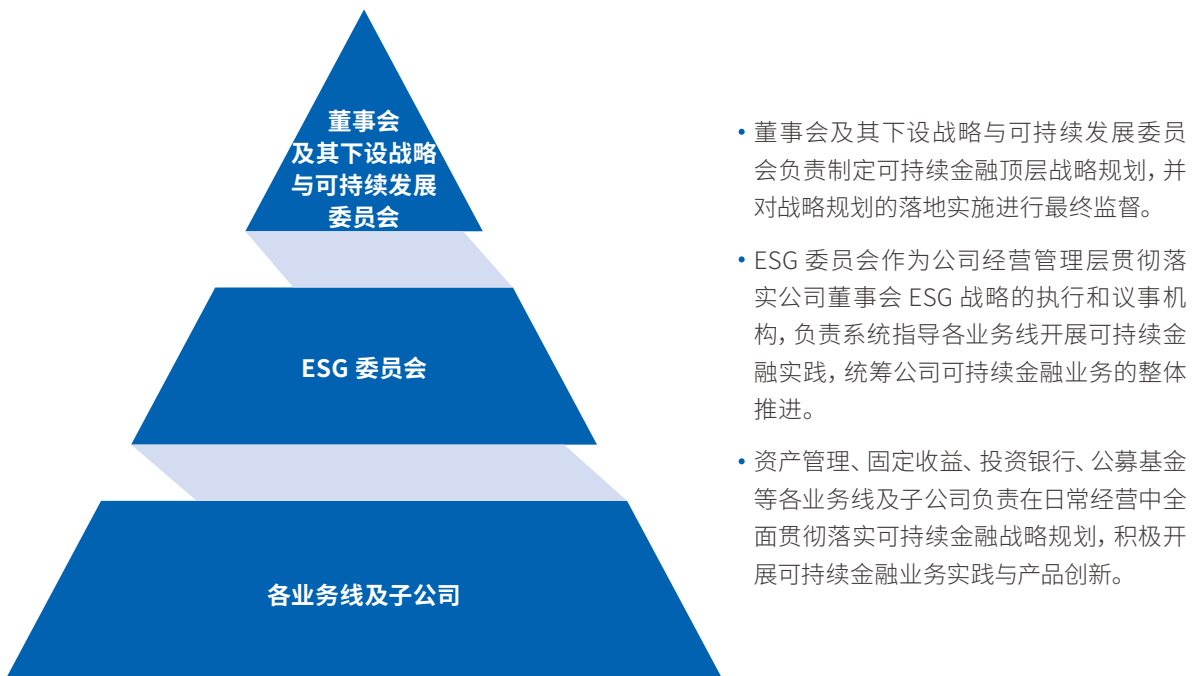 董事会
及其下设战略
与可持续发展
委员会
ESG 委员会
各业务线及子公司
• 董事会及其下设战略与可持续发展委员
会负责制定可持续金融顶层战略规划，并
对战略规划的落地实施进行最终监督。
• ESG 委员会作为公司经营管理层贯彻落
实公司董事会 ESG 战略的执行和议事机
构，负责系统指导各业务线开展可持续金
融实践，统筹公司可持续金融业务的整体
推进。
• 资产管理、固定收益、投资银行、公募基金
等各业务线及子公司负责在日常经营中全
面贯彻落实可持续金融战略规划，积极开
展可持续金融业务实践与产品创新。